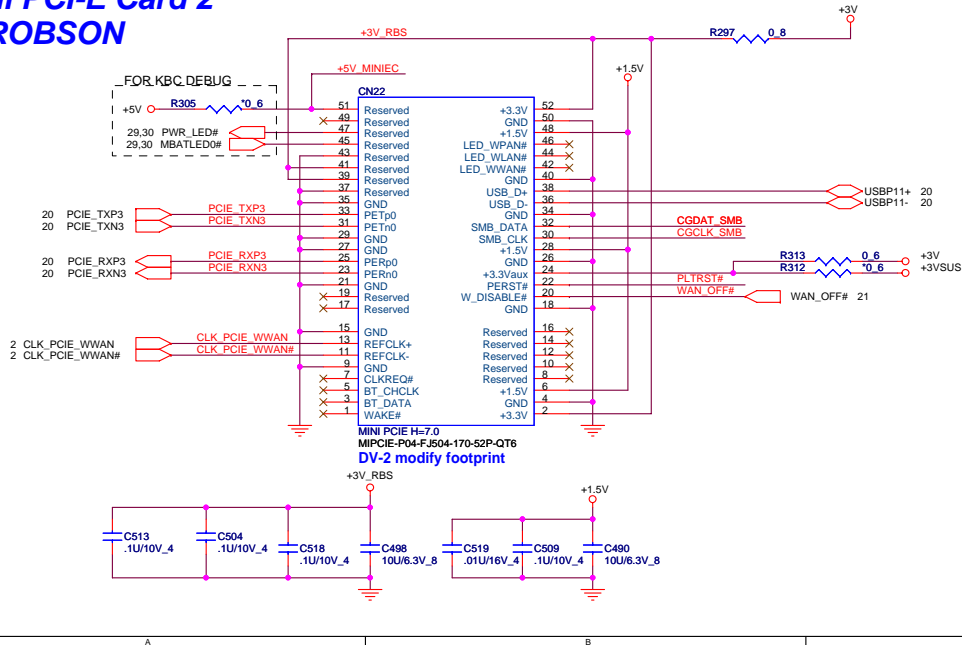 ni PCI-E Card 2
ROBSON
+3V
+3V_RBS
R297 0_8
+5V_MINIEC
+1.5V
FOR KBC DEBUG
CN22
+5V R305 *0_6
29,30 PWR_LED#
29,30 MBATLED0#
51 Reserved +3.3V 52
49 Reserved GND 50
47 Reserved +1.5V 48
45 Reserved LED_WPAN# 46
43 Reserved LED_WLAN# 44
41 Reserved LED_WWAN# 42
39 Reserved GND 40
37 Reserved USB_D+ 38 USBP11+ 20
35 GND USB_D- 36 USBP11- 20
20 PCIE_TXP3 PCIE_TXP3 33 PETp0 GND 34
20 PCIE_TXN3 PCIE_TXN3 31 PETn0 SMB_DATA 32 CGDAT_SMB
29 GND SMB_CLK 30 CGCLK_SMB
27 GND +1.5V 28
20 PCIE_RXP3 PCIE_RXP3 25 PERp0 GND 26 R313 0_6 +3V
20 PCIE_RXN3 PCIE_RXN3 23 PERn0 +3.3Vaux 24 R312 *0_6 +3VSUS
21 GND PERST# 22 PLTRST#
19 Reserved W_DISABLE# 20 WAN_OFF# WAN_OFF# 21
17 Reserved GND 18
15 GND Reserved 16
2 CLK_PCIE_WWAN CLK_PCIE_WWAN 13 REFCLK+ Reserved 14
2 CLK_PCIE_WWAN# CLK_PCIE_WWAN# 11 REFCLK- Reserved 12
9 GND Reserved 10
7 CLKREQ# Reserved 8
5 BT_CHCLK +1.5V 6
3 BT_DATA GND 4
1 WAKE# +3.3V 2
MINI PCIE H=7.0
MIPCIE-P04-FJ504-170-52P-QT6
DV-2 modify footprint
+3V_RBS
+1.5V
C513 .1U/10V_4
C504 .1U/10V_4
C518 .1U/10V_4
C498 10U/6.3V_8
C519 .01U/16V_4
C509 .1U/10V_4
C490 10U/6.3V_8
A B